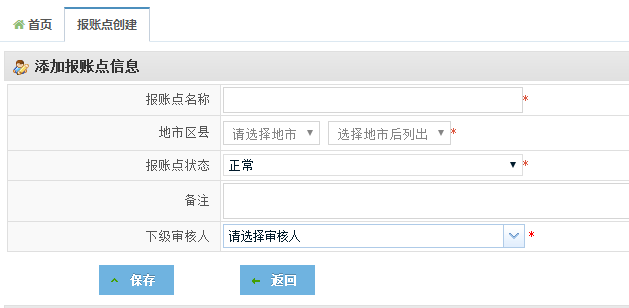 首页 报账点创建
添加报账点信息
报账点名称 *
地市区县 请选择地市 选择地市后列出 *
报账点状态 正常 *
备注
下级审核人 请选择审核人 *
保存 返回